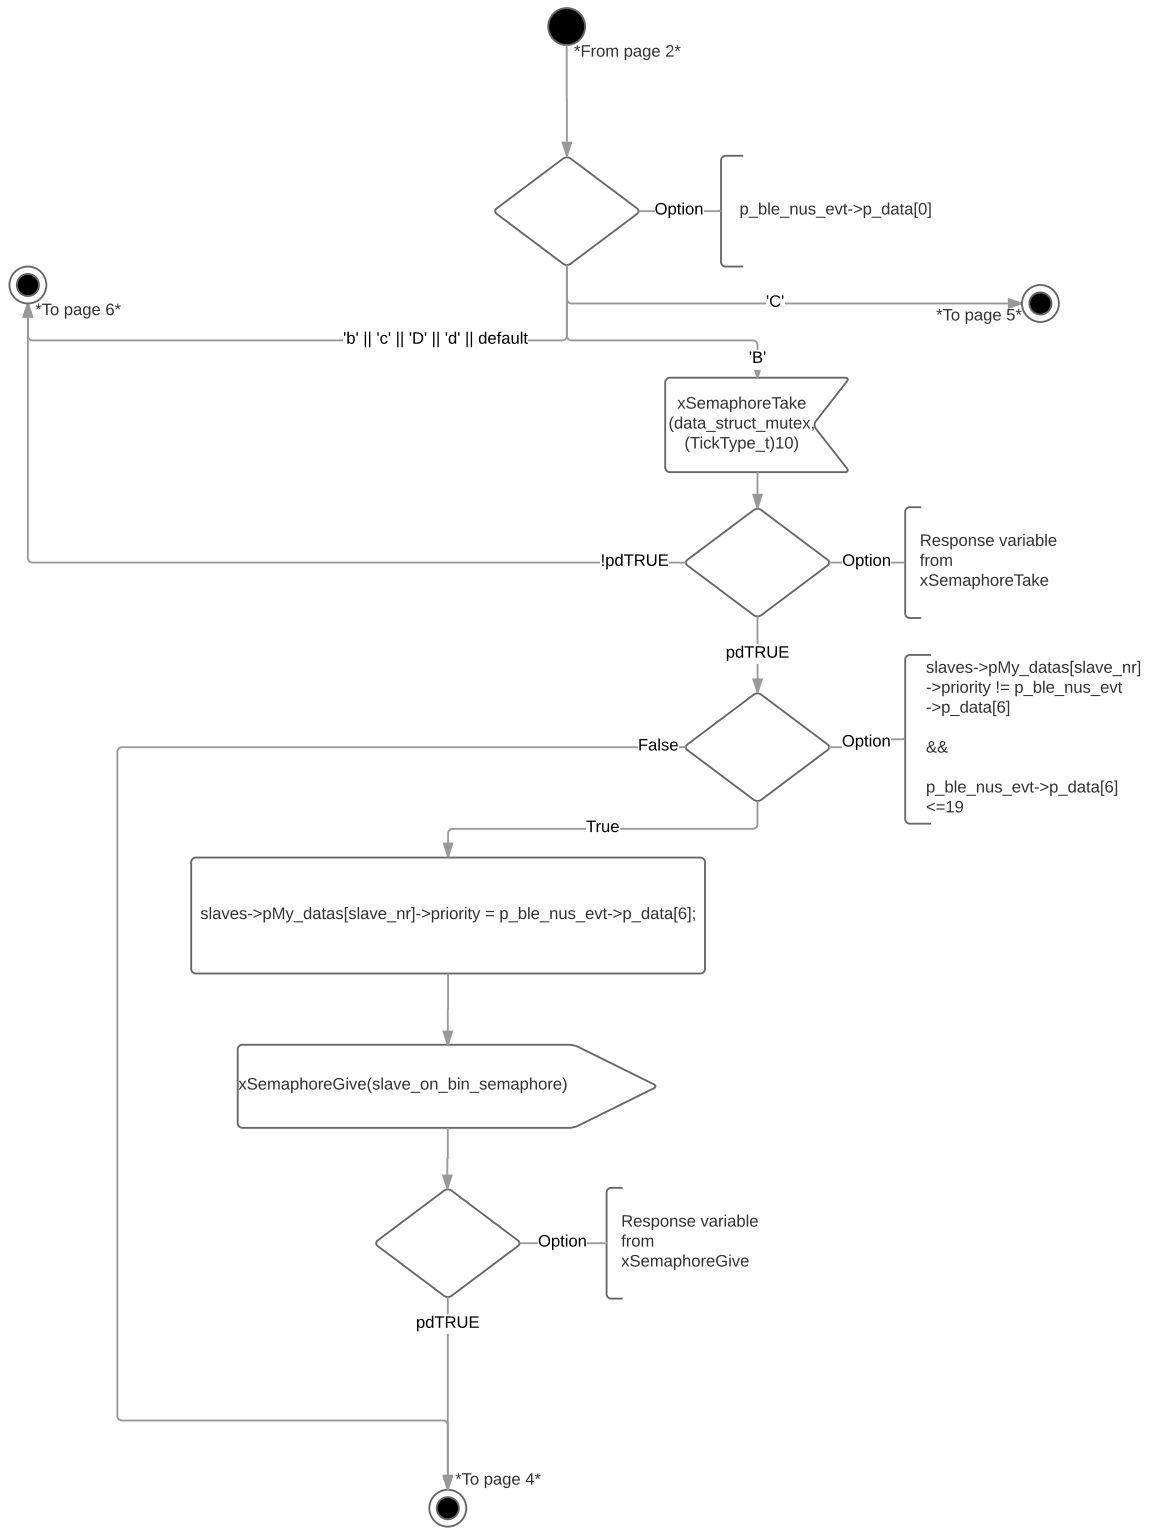 *From page 2*
Option
p_ble_nus_evt->p_data[0]
*To page 6*
'C'
*To page 5*
'b' || 'c' || 'D' || 'd' || default
'B'
xSemaphoreTake
(data_struct_mutex,
(TickType_t)10)
!pdTRUE
Option
Response variable
from
xSemaphoreTake
pdTRUE
False
Option
slaves->pMy_datas[slave_nr]
->priority != p_ble_nus_evt
->p_data[6]
&&
p_ble_nus_evt->p_data[6]
<=19
True
slaves->pMy_datas[slave_nr]->priority = p_ble_nus_evt->p_data[6];
xSemaphoreGive(slave_on_bin_semaphore)
Option
Response variable
from
xSemaphoreGive
pdTRUE
*To page 4*